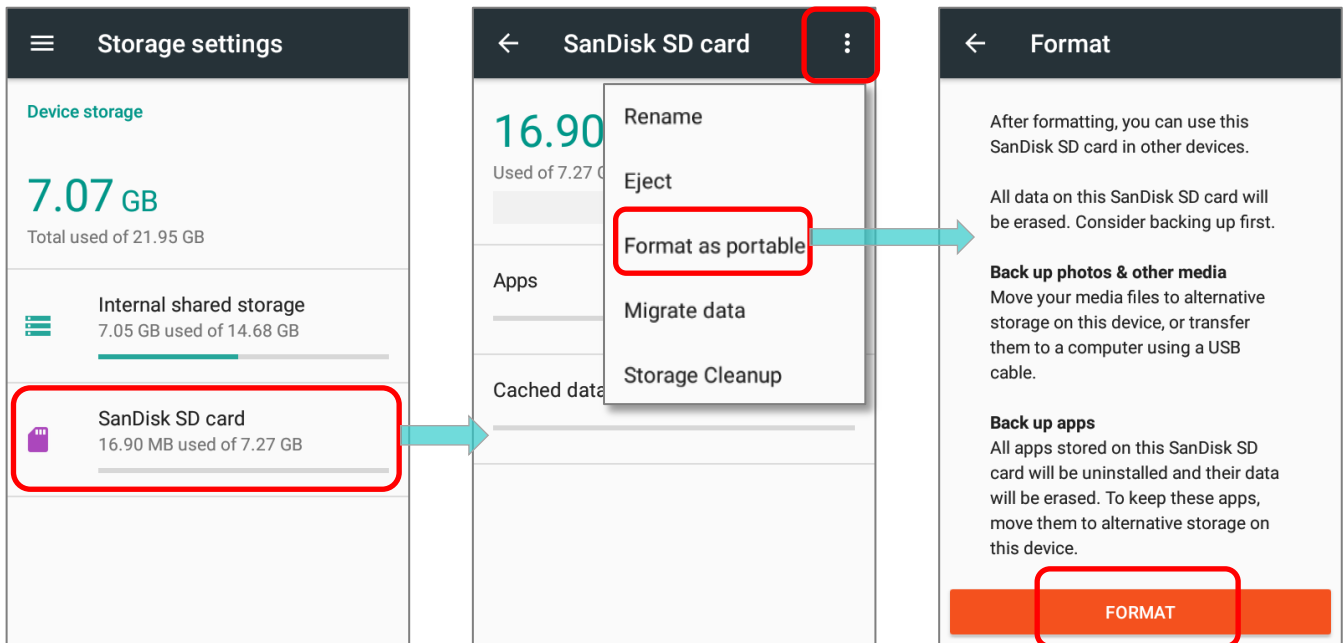 Storage settings
Device storage
7.07 GB
Total used of 21.95 GB
Internal shared storage
7.05 GB used of 14.68 GB
SanDisk SD card
16.90 MB used of 7.27 GB
SanDisk SD card
16.90
Used of 7.27
Apps
Cached data
Rename
Eject
Format as portable
Migrate data
Storage Cleanup
Format
After formatting, you can use this
SanDisk SD card in other devices.
All data on this SanDisk SD card will
be erased. Consider backing up first.
Back up photos & other media
Move your media files to alternative
storage on this device, or transfer
them to a computer using a USB
cable.
Back up apps
All apps stored on this SanDisk SD
card will be uninstalled and their data
will be erased. To keep these apps,
move them to alternative storage on
this device.
FORMAT